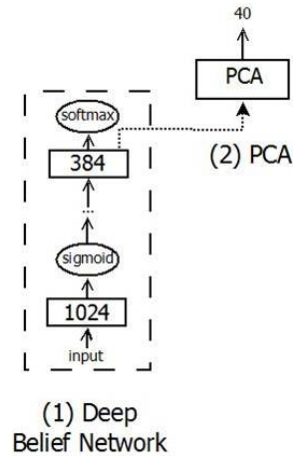 40
PCA
(2) PCA
softmax
384
...
sigmoid
1024
input
(1) Deep
Belief Network